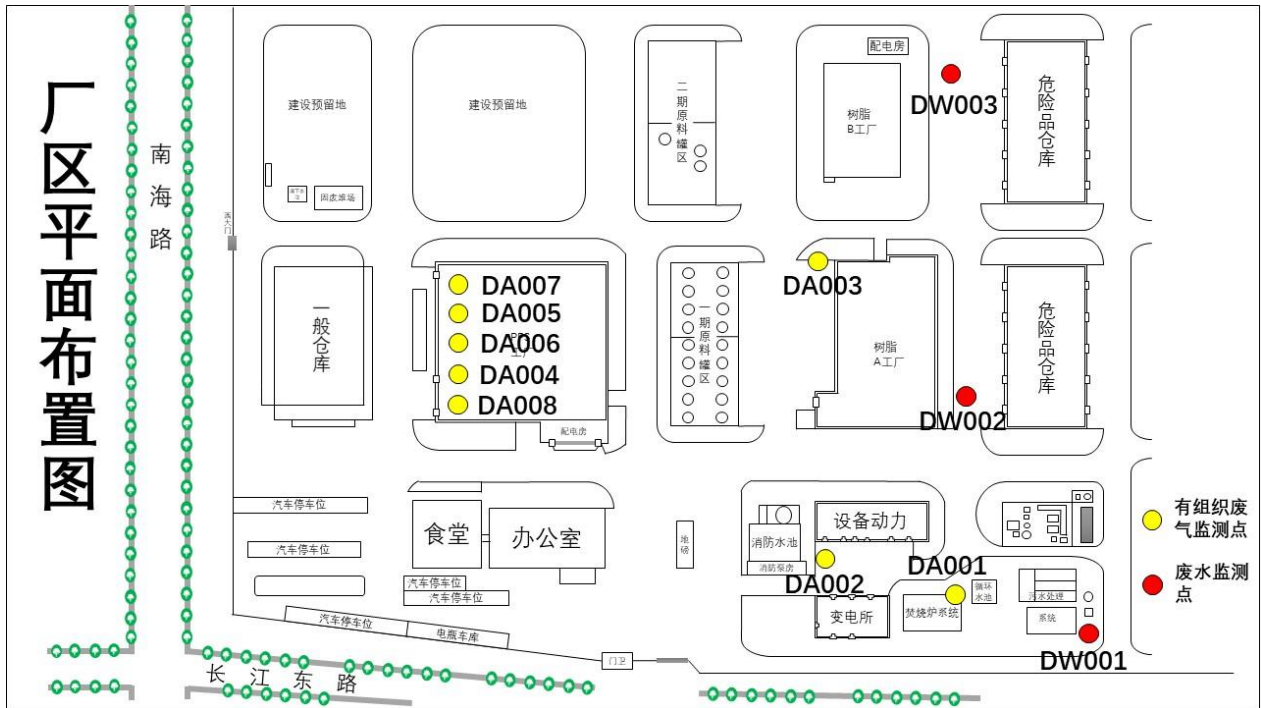 厂区平面布置图
南海路
西大门
建设预留地
固废堆场
建设预留地
二期原料罐区
配电房
树脂
B工厂
DW003
危险品仓库
一般仓库
DA007
DA005
DA006
DA004
DA008
配电房
一期原料罐区
DA003
树脂
A工厂
DW002
危险品仓库
汽车停车位
汽车停车位
食堂
办公室
汽车停车位
汽车停车位
汽车停车位
电瓶车库
地磅
消防水池
消防泵房
设备动力
DA002
DA001
变电所
焚烧炉系统
循环
水池
污水处理
系统
DW001
门卫
长江东路
有组织废
气监测点
废水监测
点